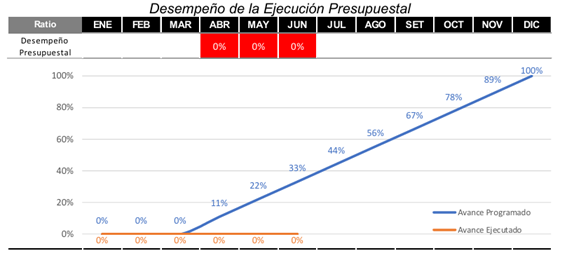 Desempeño de la Ejecución Presupuestal
Ratio ENE FEB MAR ABR MAY JUN JUL AGO SET OCT NOV DIC
Desempeño
Presupuestal
0% 0% 0%
100%
80%
60%
40%
20%
0%
0% 0% 0% 11% 22% 33% 44% 56% 67% 78% 89% 100%
0% 0% 0% 0% 0% 0%
Avance Programado
Avance Ejecutado